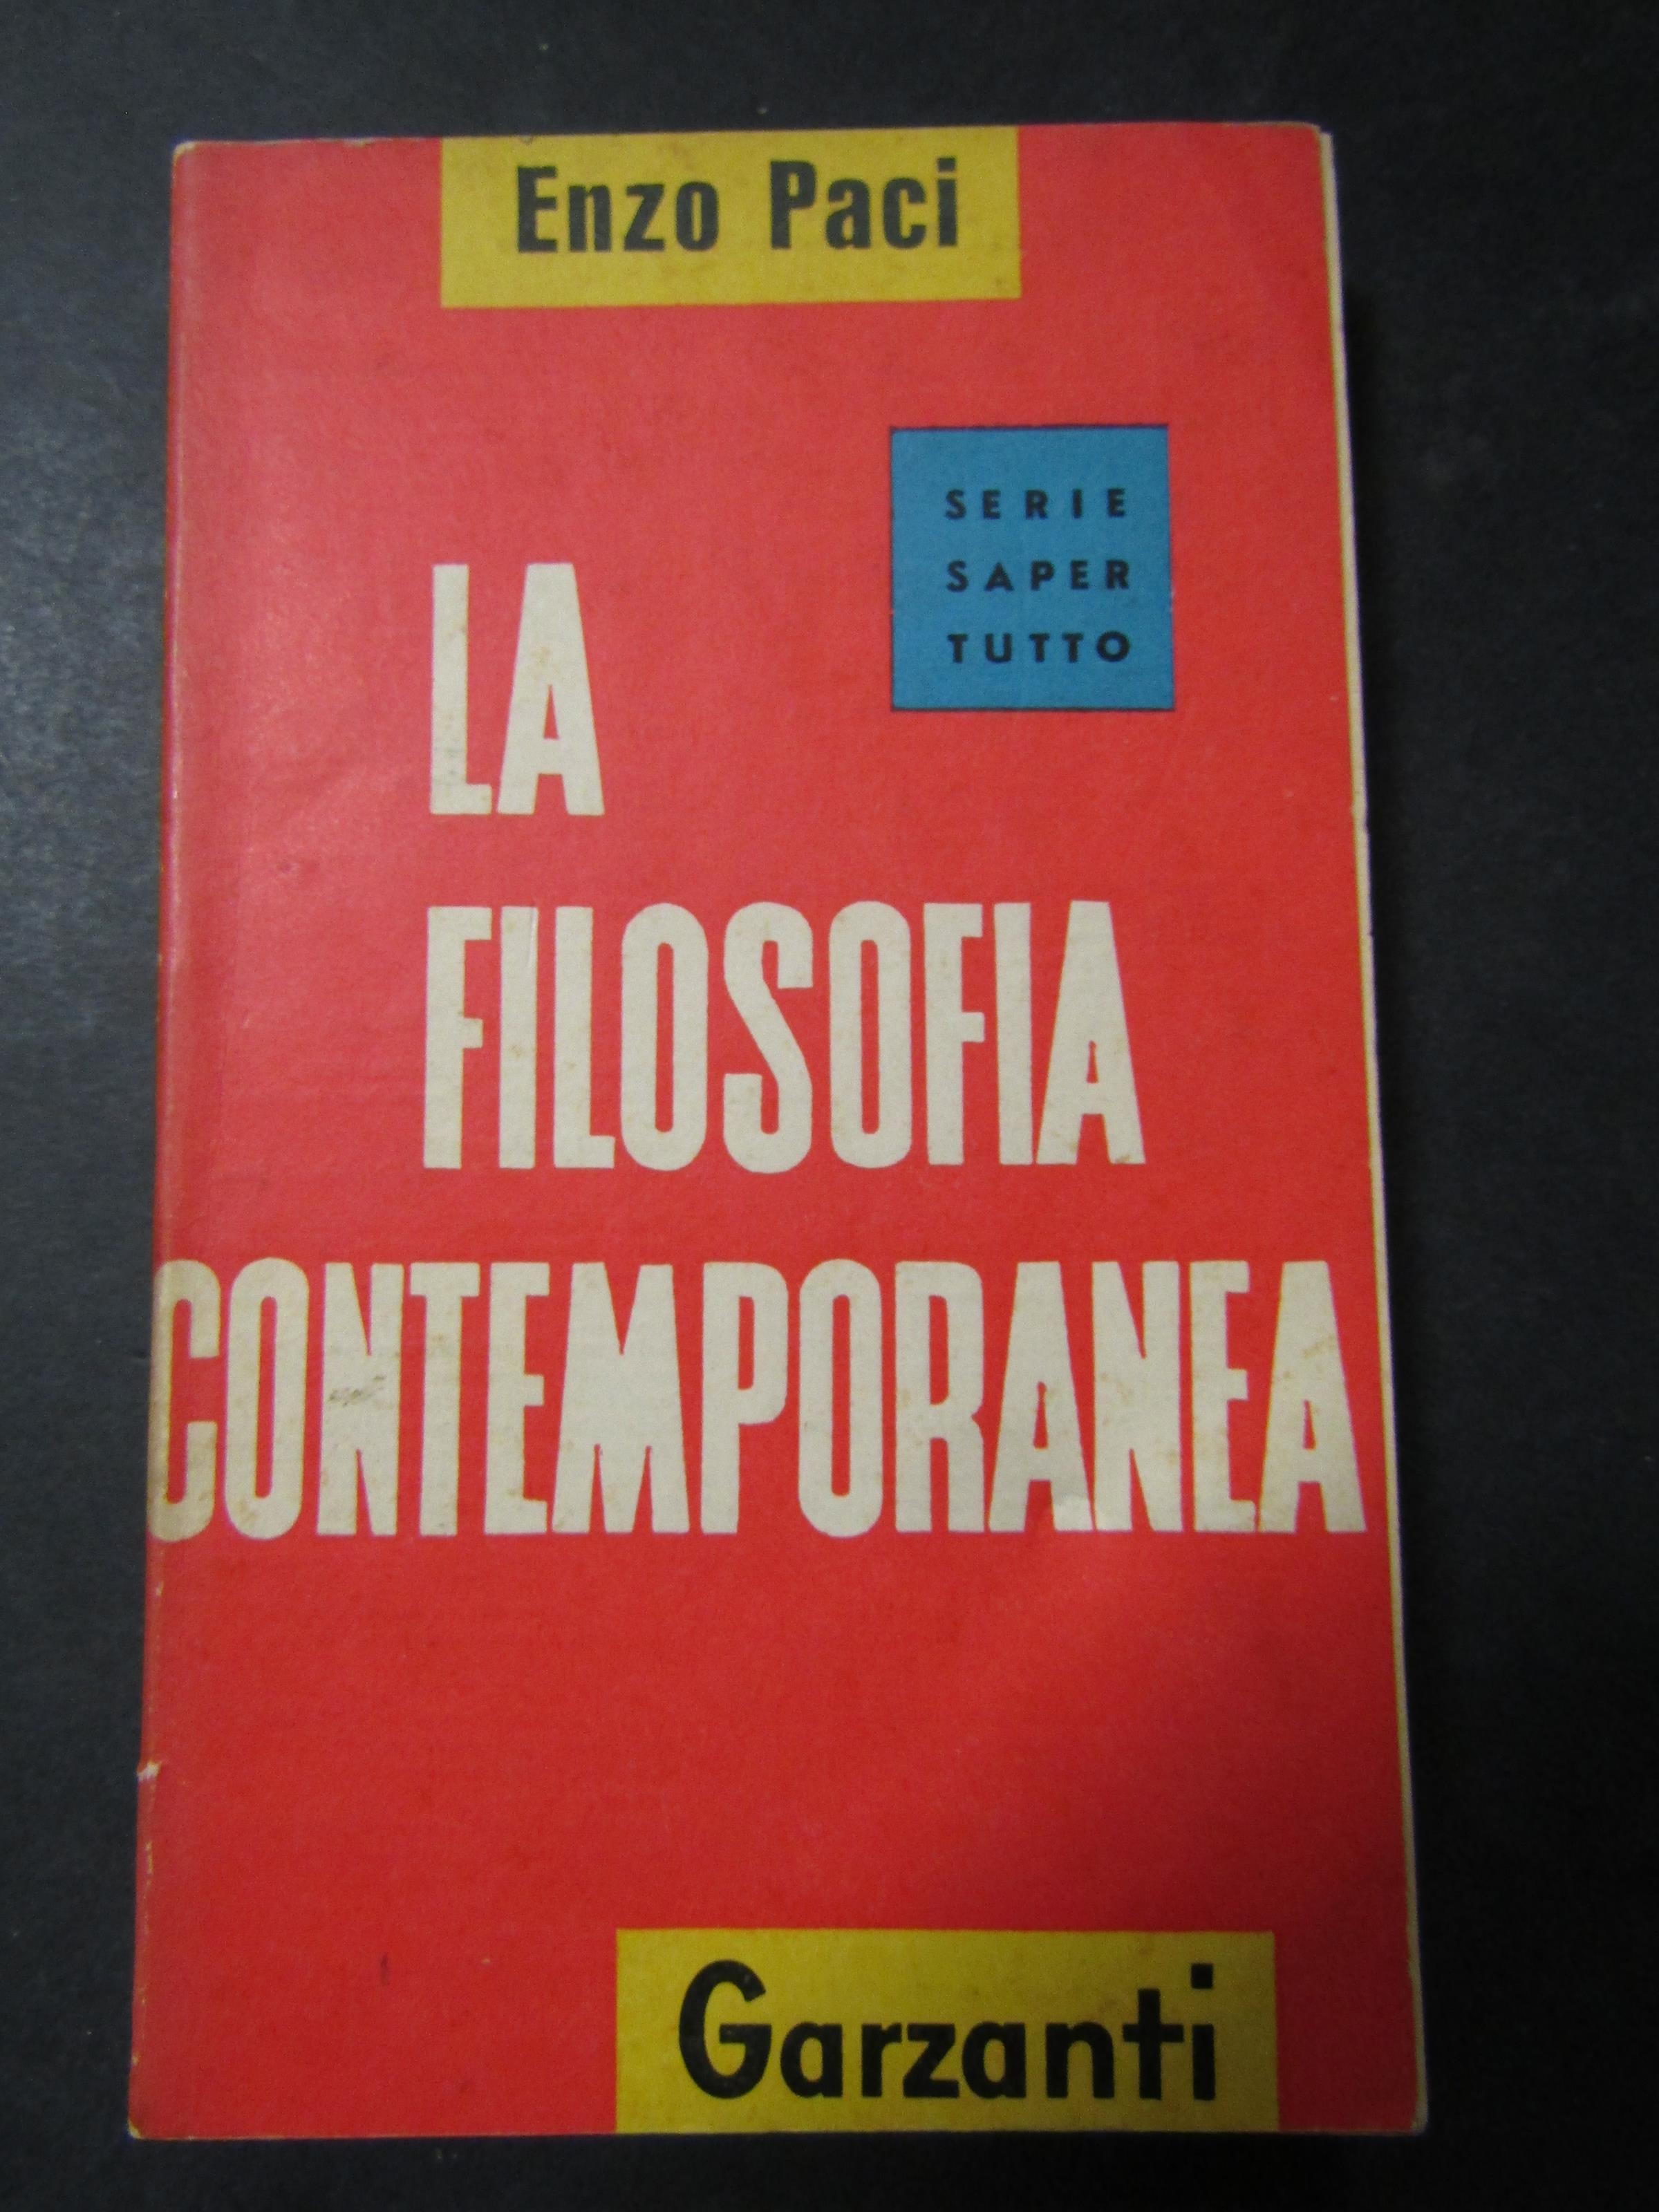 Enzo Paci
SERIE
SAPER
TUTTO
LA
FILOSOFIA
CONTEMPORANEA
Garzanti